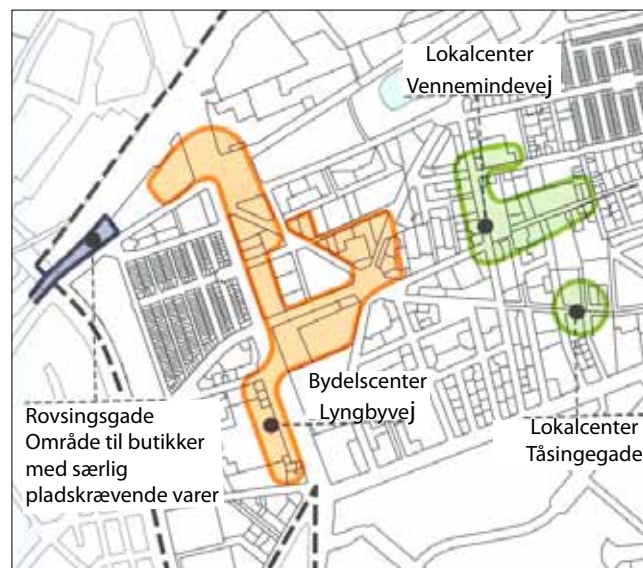 Lokalcenter
Vennemindevej
Bydelscenter
Lyngbyvej
Rovsingsgade
Område til butikker
med særlig
pladskrævende varer
Lokalcenter
Tåsingegade